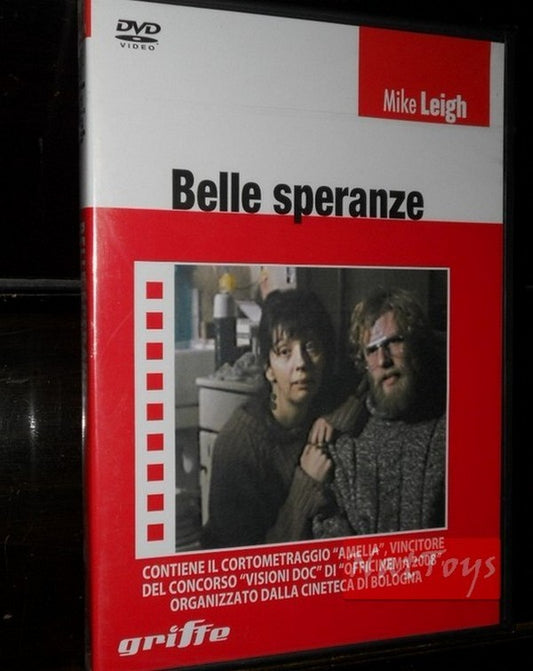 DVD
VIDEO
Mike Leigh
Belle speranze
CONTIENE IL CORTOMETRAGGIO "AMELIA", VINCITORE
DEL CONCORSO "VISIONI DOC" DI "OFFICINEMA 2008"
ORGANIZZATO DALLA CINETECA DI BOLOGNA
griffe